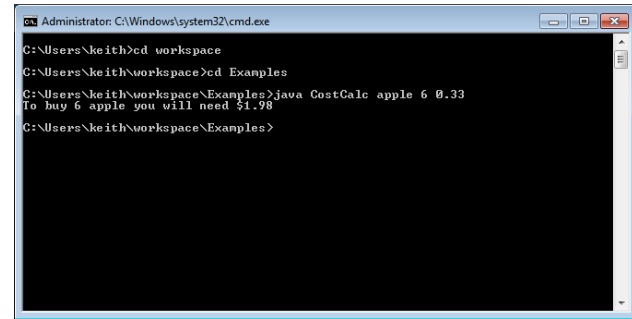 Administrator: C:\Windows\system32\cmd.exe
C:\Users\keith>cd workspace
C:\Users\keith\workspace>cd Examples
C:\Users\keith\workspace\Examples>java CostCalc apple 6 0.33
To buy 6 apple you will need $1.98
C:\Users\keith\workspace\Examples>